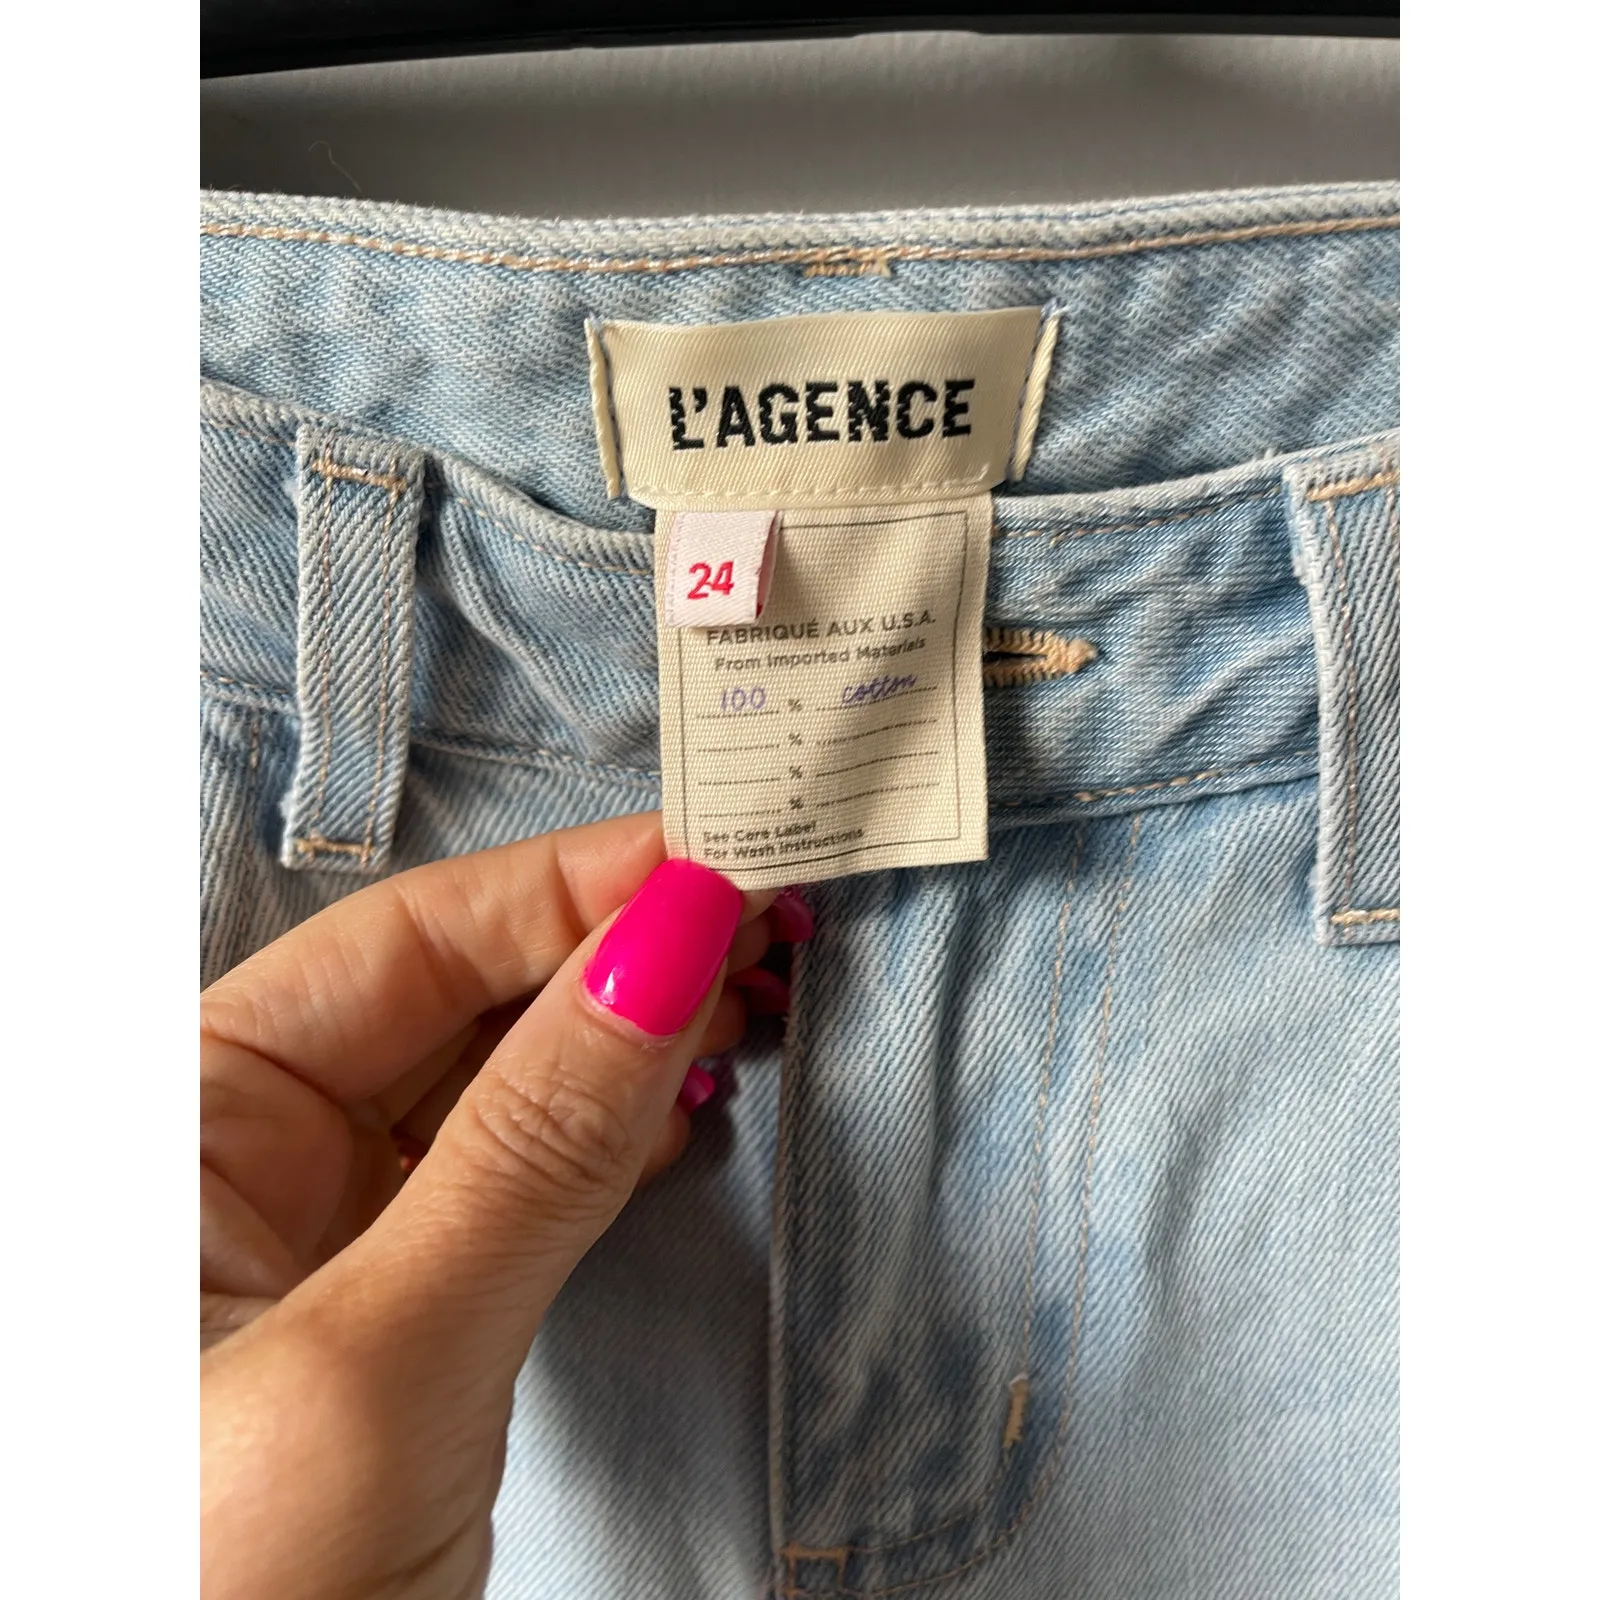 L'AGENCE
24
FABRIQUÉ AUX U.S.A.
From Imported Materials
100 % cotton
%
%
%
See Care Label
For Wash Instructions